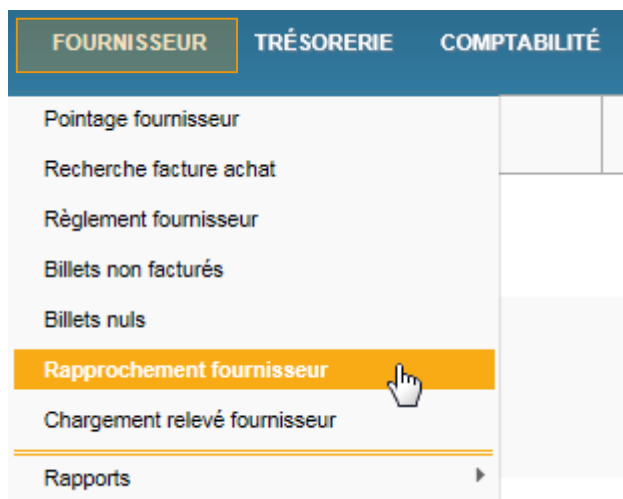 FOURNISSEUR TRÉSORERIE COMPTABILITÉ
Pointage fournisseur
Recherche facture achat
Règlement fournisseur
Billets non facturés
Billets nuls
Rapprochement fournisseur
Chargement relevé fournisseur
Rapports